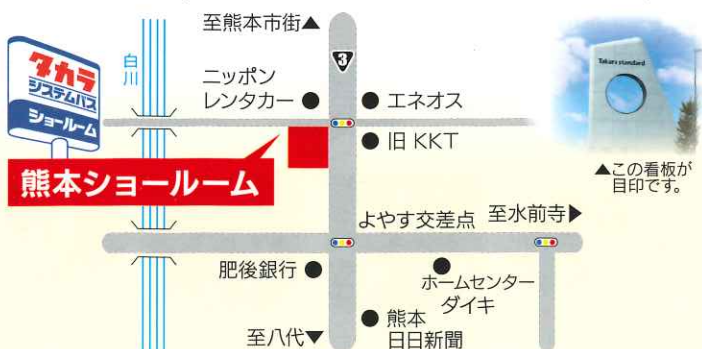 至熊本市街▲
3
タカラ
システムバス
ショールーム
白川
ニッポン
レンタカー
エネオス
Takara standard
旧 KKT
▲この看板が
目印です。
熊本ショールーム
よやす交差点
至水前寺▶
肥後銀行
ホームセンター
ダイキ
熊本
日日新聞
至八代▼